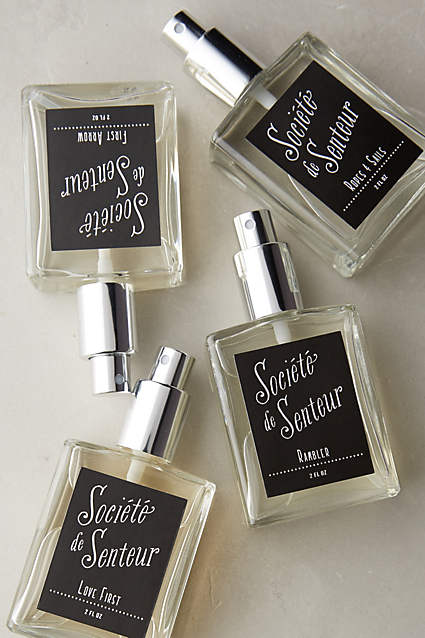 Société
de Senteur
First Arrow
2 FL OZ
Société
de Senteur
Ropes & Sails
2 FL OZ
Société
de Senteur
Rambler
2 FL OZ
Société
de Senteur
Love First
2 FL OZ